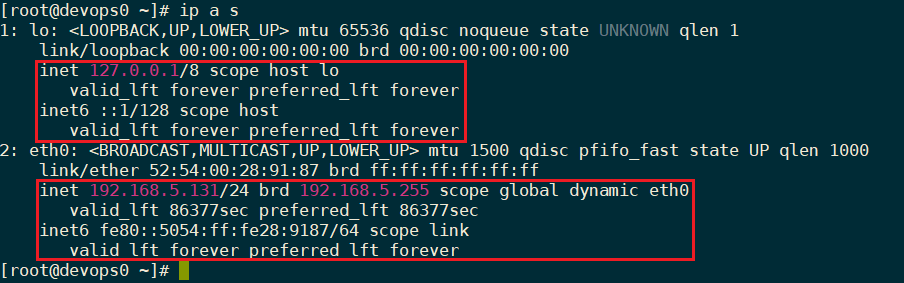 [root@devops0 ~]# ip a s
1: lo: <LOOPBACK,UP,LOWER_UP> mtu 65536 qdisc noqueue state UNKNOWN qlen 1
    link/loopback 00:00:00:00:00:00 brd 00:00:00:00:00:00
    inet 127.0.0.1/8 scope host lo
       valid_lft forever preferred_lft forever
    inet6 ::1/128 scope host
       valid_lft forever preferred_lft forever
2: eth0: <BROADCAST,MULTICAST,UP,LOWER_UP> mtu 1500 qdisc pfifo_fast state UP qlen 1000
    link/ether 52:54:00:28:91:87 brd ff:ff:ff:ff:ff:ff
    inet 192.168.5.131/24 brd 192.168.5.255 scope global dynamic eth0
       valid_lft 86377sec preferred_lft 86377sec
    inet6 fe80::5054:ff:fe28:9187/64 scope link
       valid_lft forever preferred_lft forever
[root@devops0 ~]#